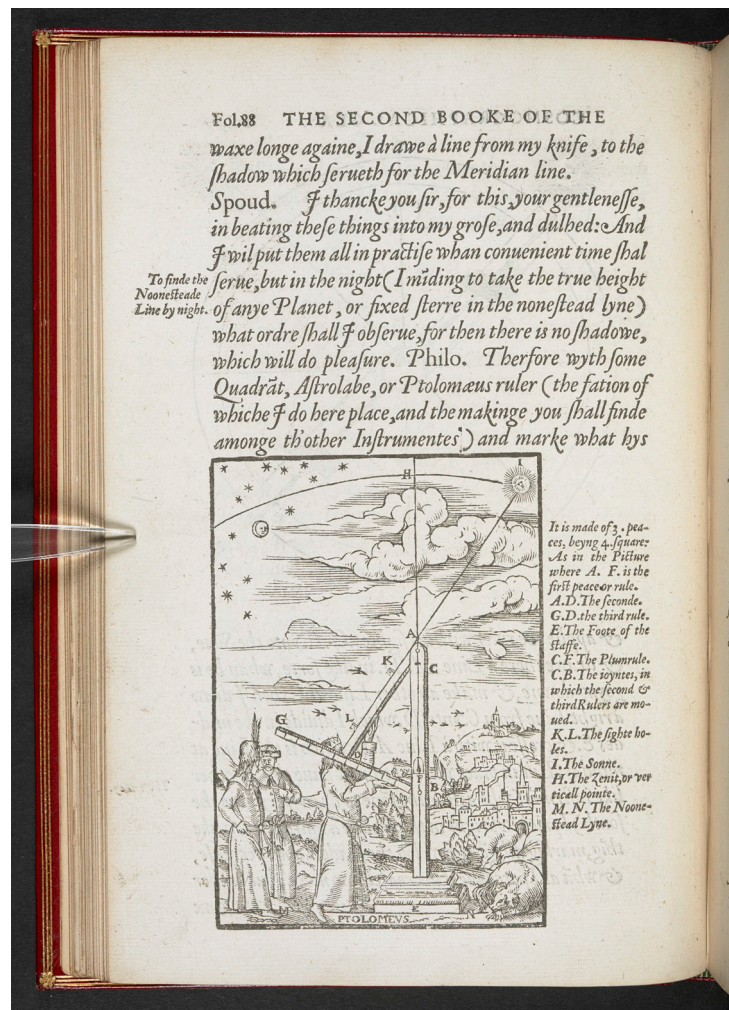 Fol.88 THE SECOND BOOKE OF THE
waxe longe againe, I drawe à line from my knife, to the
ſhadow which ſerueth for the Meridian line.
Spoud. I thancke you ſir, for this, your gentleneſſe,
in beating theſe things into my groſe, and dulhed: And
I wil put them all in practiſe whan conuenient time ſhal
To finde the
Nooneſteade
Line by night.
ſerue, but in the night (I mīding to take the true height
of anye Planet, or fixed ſterre in the noneſtead lyne)
what ordre ſhall I obſerue, for then there is no ſhadowe,
which will do pleaſure. Philo. Therfore wyth ſome
Quadrāt, Aſtrolabe, or Ptolomæus ruler (the fation of
whiche I do here place, and the makinge you ſhall finde
amonge th'other Inſtrumentes) and marke what hys
H
I
A
K
C
G
L
D
F
B
M
PTOLOMEVS
E
N
It is made of 3. pea-
ces, beyng 4. ſquare:
As in the Picture
where A. F. is the
firſt peace or rule.
A.D. The ſeconde.
G.D. the third rule.
E. The Foote of the
ſtaffe.
C.F. The Plumrule.
C.B. The ioyntes, in
which the ſecond &
third Rulers are mo-
ued.
K.L. The ſighte ho-
les.
I. The Sonne.
H. The Zenit, or ver
ticall pointe.
M. N. The Noone-
ſtead Lyne.